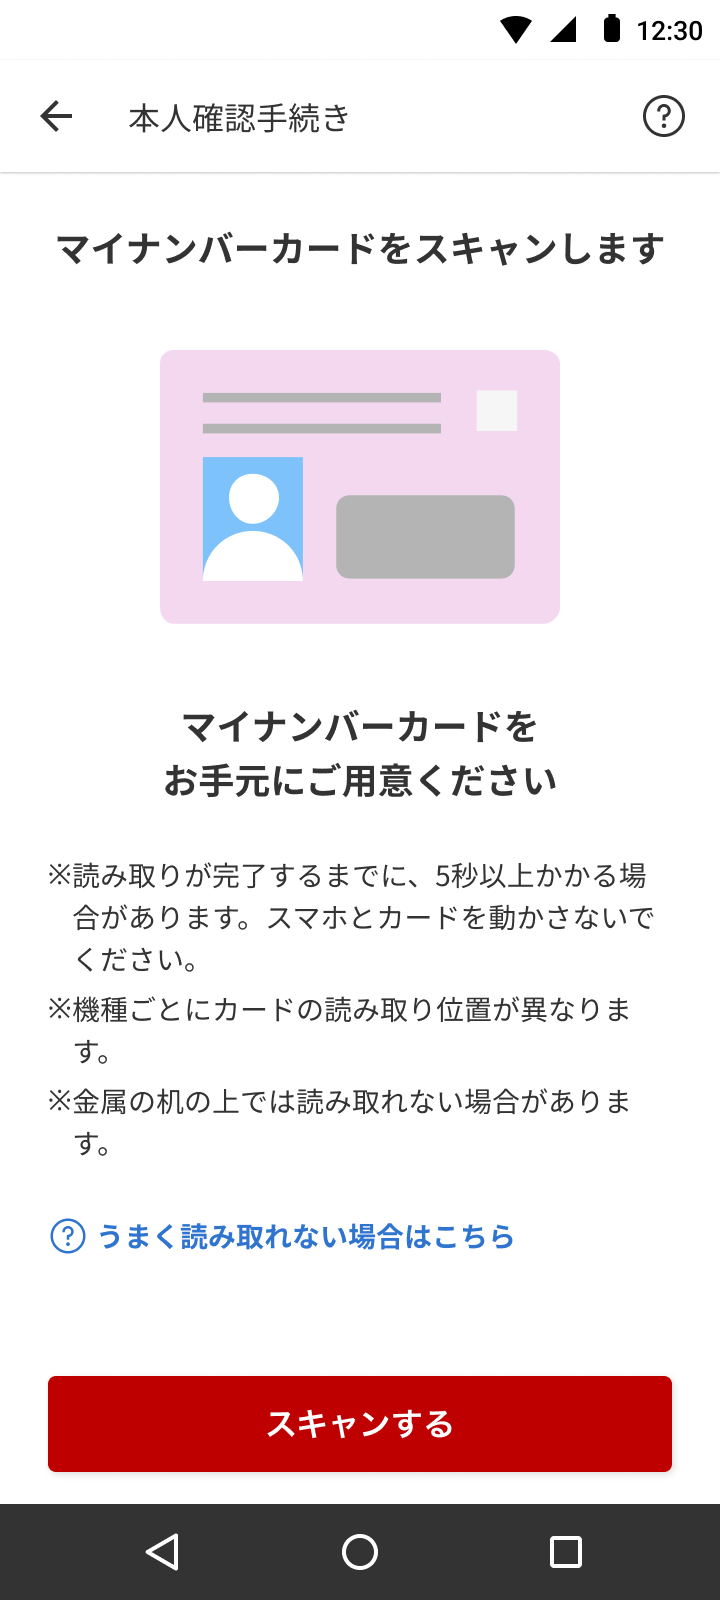 12:30
本人確認手続き
マイナンバーカードをスキャンします
マイナンバーカードを
お手元にご用意ください
※読み取りが完了するまでに、5秒以上かかる場
合があります。スマホとカードを動かさないで
ください。
※機種ごとにカードの読み取り位置が異なりま
す。
※金属の机の上では読み取れない場合がありま
す。
? うまく読み取れない場合はこちら
スキャンする